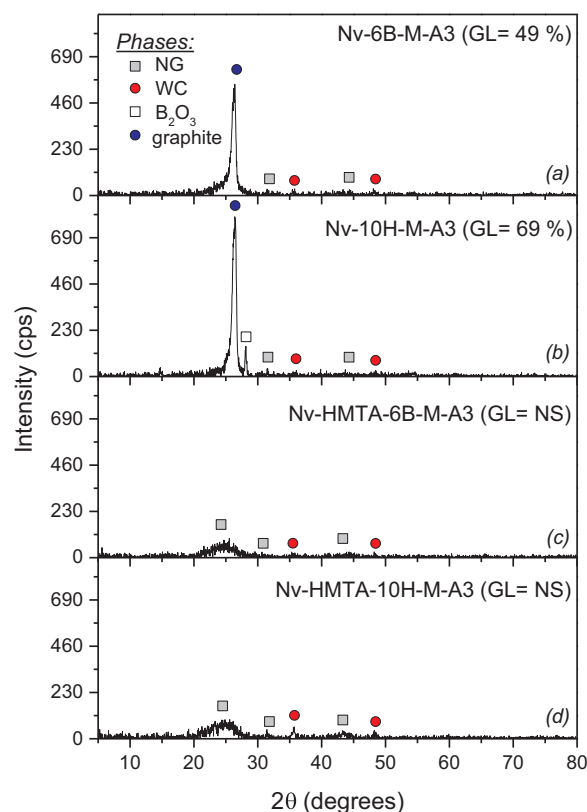 Phases:
NG
WC
B₂O₃
graphite
Nv-6B-M-A3 (GL= 49 %)
690
460
230
0
(a)
Nv-10H-M-A3 (GL= 69 %)
690
460
230
0
(b)
Nv-HMTA-6B-M-A3 (GL= NS)
690
460
230
0
(c)
Nv-HMTA-10H-M-A3 (GL= NS)
690
460
230
0
(d)
Intensity (cps)
10 20 30 40 50 60 70 80
2θ (degrees)